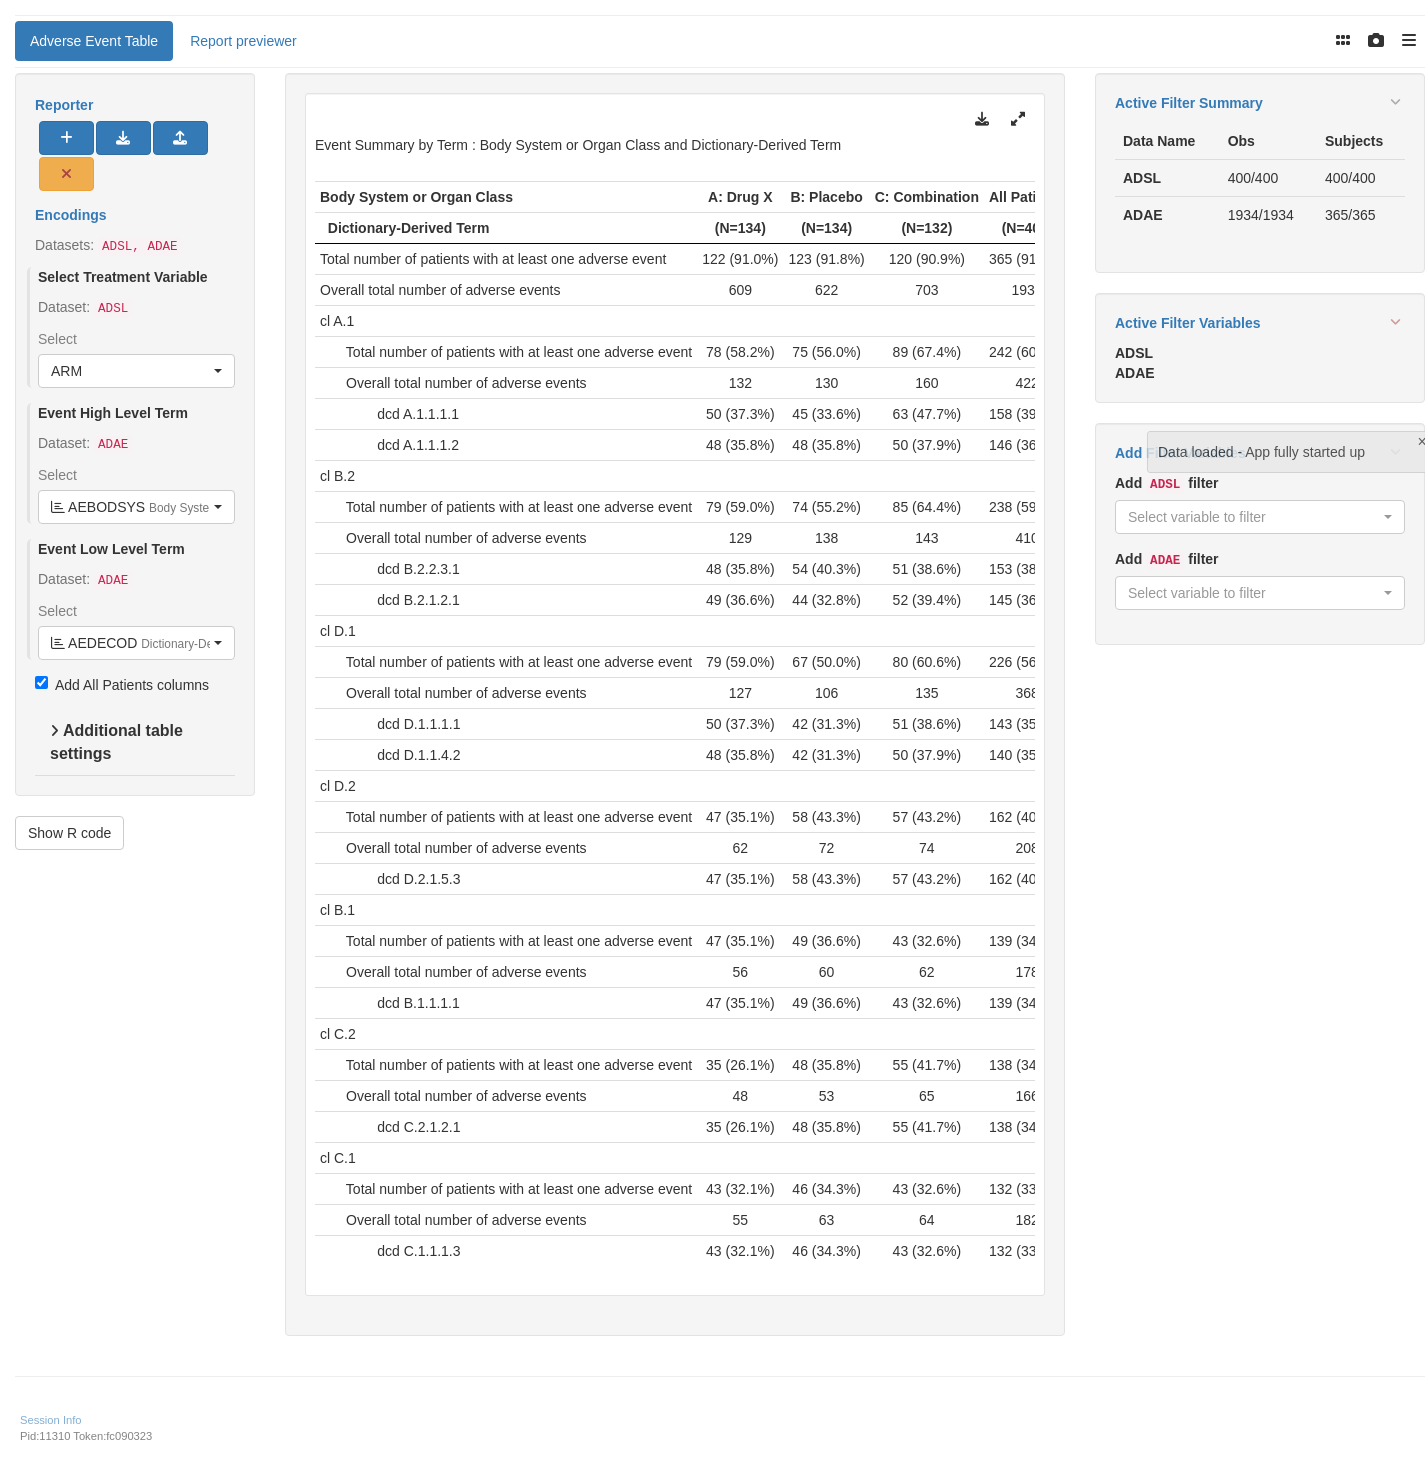 Adverse Event Table
Report previewer
Reporter
Encodings
Datasets: ADSL, ADAE
Select Treatment Variable
Dataset: ADSL
Select
ARM
Event High Level Term
Dataset: ADAE
Select
AEBODSYS Body Syste
Event Low Level Term
Dataset: ADAE
Select
AEDECOD Dictionary-De
Add All Patients columns
Additional table
settings
Show R code
Event Summary by Term : Body System or Organ Class and Dictionary-Derived Term
Body System or Organ Class A: Drug X B: Placebo C: Combination All Pati
Dictionary-Derived Term (N=134) (N=134) (N=132) (N=40
Total number of patients with at least one adverse event 122 (91.0%) 123 (91.8%) 120 (90.9%) 365 (91
Overall total number of adverse events 609 622 703 193
cl A.1
Total number of patients with at least one adverse event 78 (58.2%) 75 (56.0%) 89 (67.4%) 242 (60
Overall total number of adverse events 132 130 160 422
dcd A.1.1.1.1 50 (37.3%) 45 (33.6%) 63 (47.7%) 158 (39
dcd A.1.1.1.2 48 (35.8%) 48 (35.8%) 50 (37.9%) 146 (36
cl B.2
Total number of patients with at least one adverse event 79 (59.0%) 74 (55.2%) 85 (64.4%) 238 (59
Overall total number of adverse events 129 138 143 410
dcd B.2.2.3.1 48 (35.8%) 54 (40.3%) 51 (38.6%) 153 (38
dcd B.2.1.2.1 49 (36.6%) 44 (32.8%) 52 (39.4%) 145 (36
cl D.1
Total number of patients with at least one adverse event 79 (59.0%) 67 (50.0%) 80 (60.6%) 226 (56
Overall total number of adverse events 127 106 135 368
dcd D.1.1.1.1 50 (37.3%) 42 (31.3%) 51 (38.6%) 143 (35
dcd D.1.1.4.2 48 (35.8%) 42 (31.3%) 50 (37.9%) 140 (35
cl D.2
Total number of patients with at least one adverse event 47 (35.1%) 58 (43.3%) 57 (43.2%) 162 (40
Overall total number of adverse events 62 72 74 208
dcd D.2.1.5.3 47 (35.1%) 58 (43.3%) 57 (43.2%) 162 (40
cl B.1
Total number of patients with at least one adverse event 47 (35.1%) 49 (36.6%) 43 (32.6%) 139 (34
Overall total number of adverse events 56 60 62 178
dcd B.1.1.1.1 47 (35.1%) 49 (36.6%) 43 (32.6%) 139 (34
cl C.2
Total number of patients with at least one adverse event 35 (26.1%) 48 (35.8%) 55 (41.7%) 138 (34
Overall total number of adverse events 48 53 65 166
dcd C.2.1.2.1 35 (26.1%) 48 (35.8%) 55 (41.7%) 138 (34
cl C.1
Total number of patients with at least one adverse event 43 (32.1%) 46 (34.3%) 43 (32.6%) 132 (33
Overall total number of adverse events 55 63 64 182
dcd C.1.1.1.3 43 (32.1%) 46 (34.3%) 43 (32.6%) 132 (33
Active Filter Summary
Data Name Obs Subjects
ADSL 400/400 400/400
ADAE 1934/1934 365/365
Active Filter Variables
ADSL
ADAE
Add
Data loaded - App fully started up
Add ADSL filter
Select variable to filter
Add ADAE filter
Select variable to filter
Session Info
Pid:11310 Token:fc090323